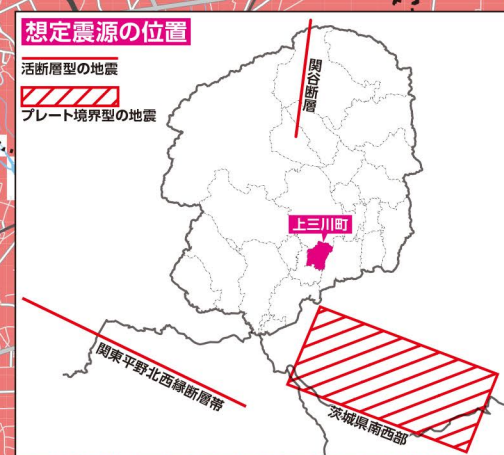 想定震源の位置
活断層型の地震
プレート境界型の地震
関谷断層
上三川町
関東平野北西縁断層帯
茨城県南西部